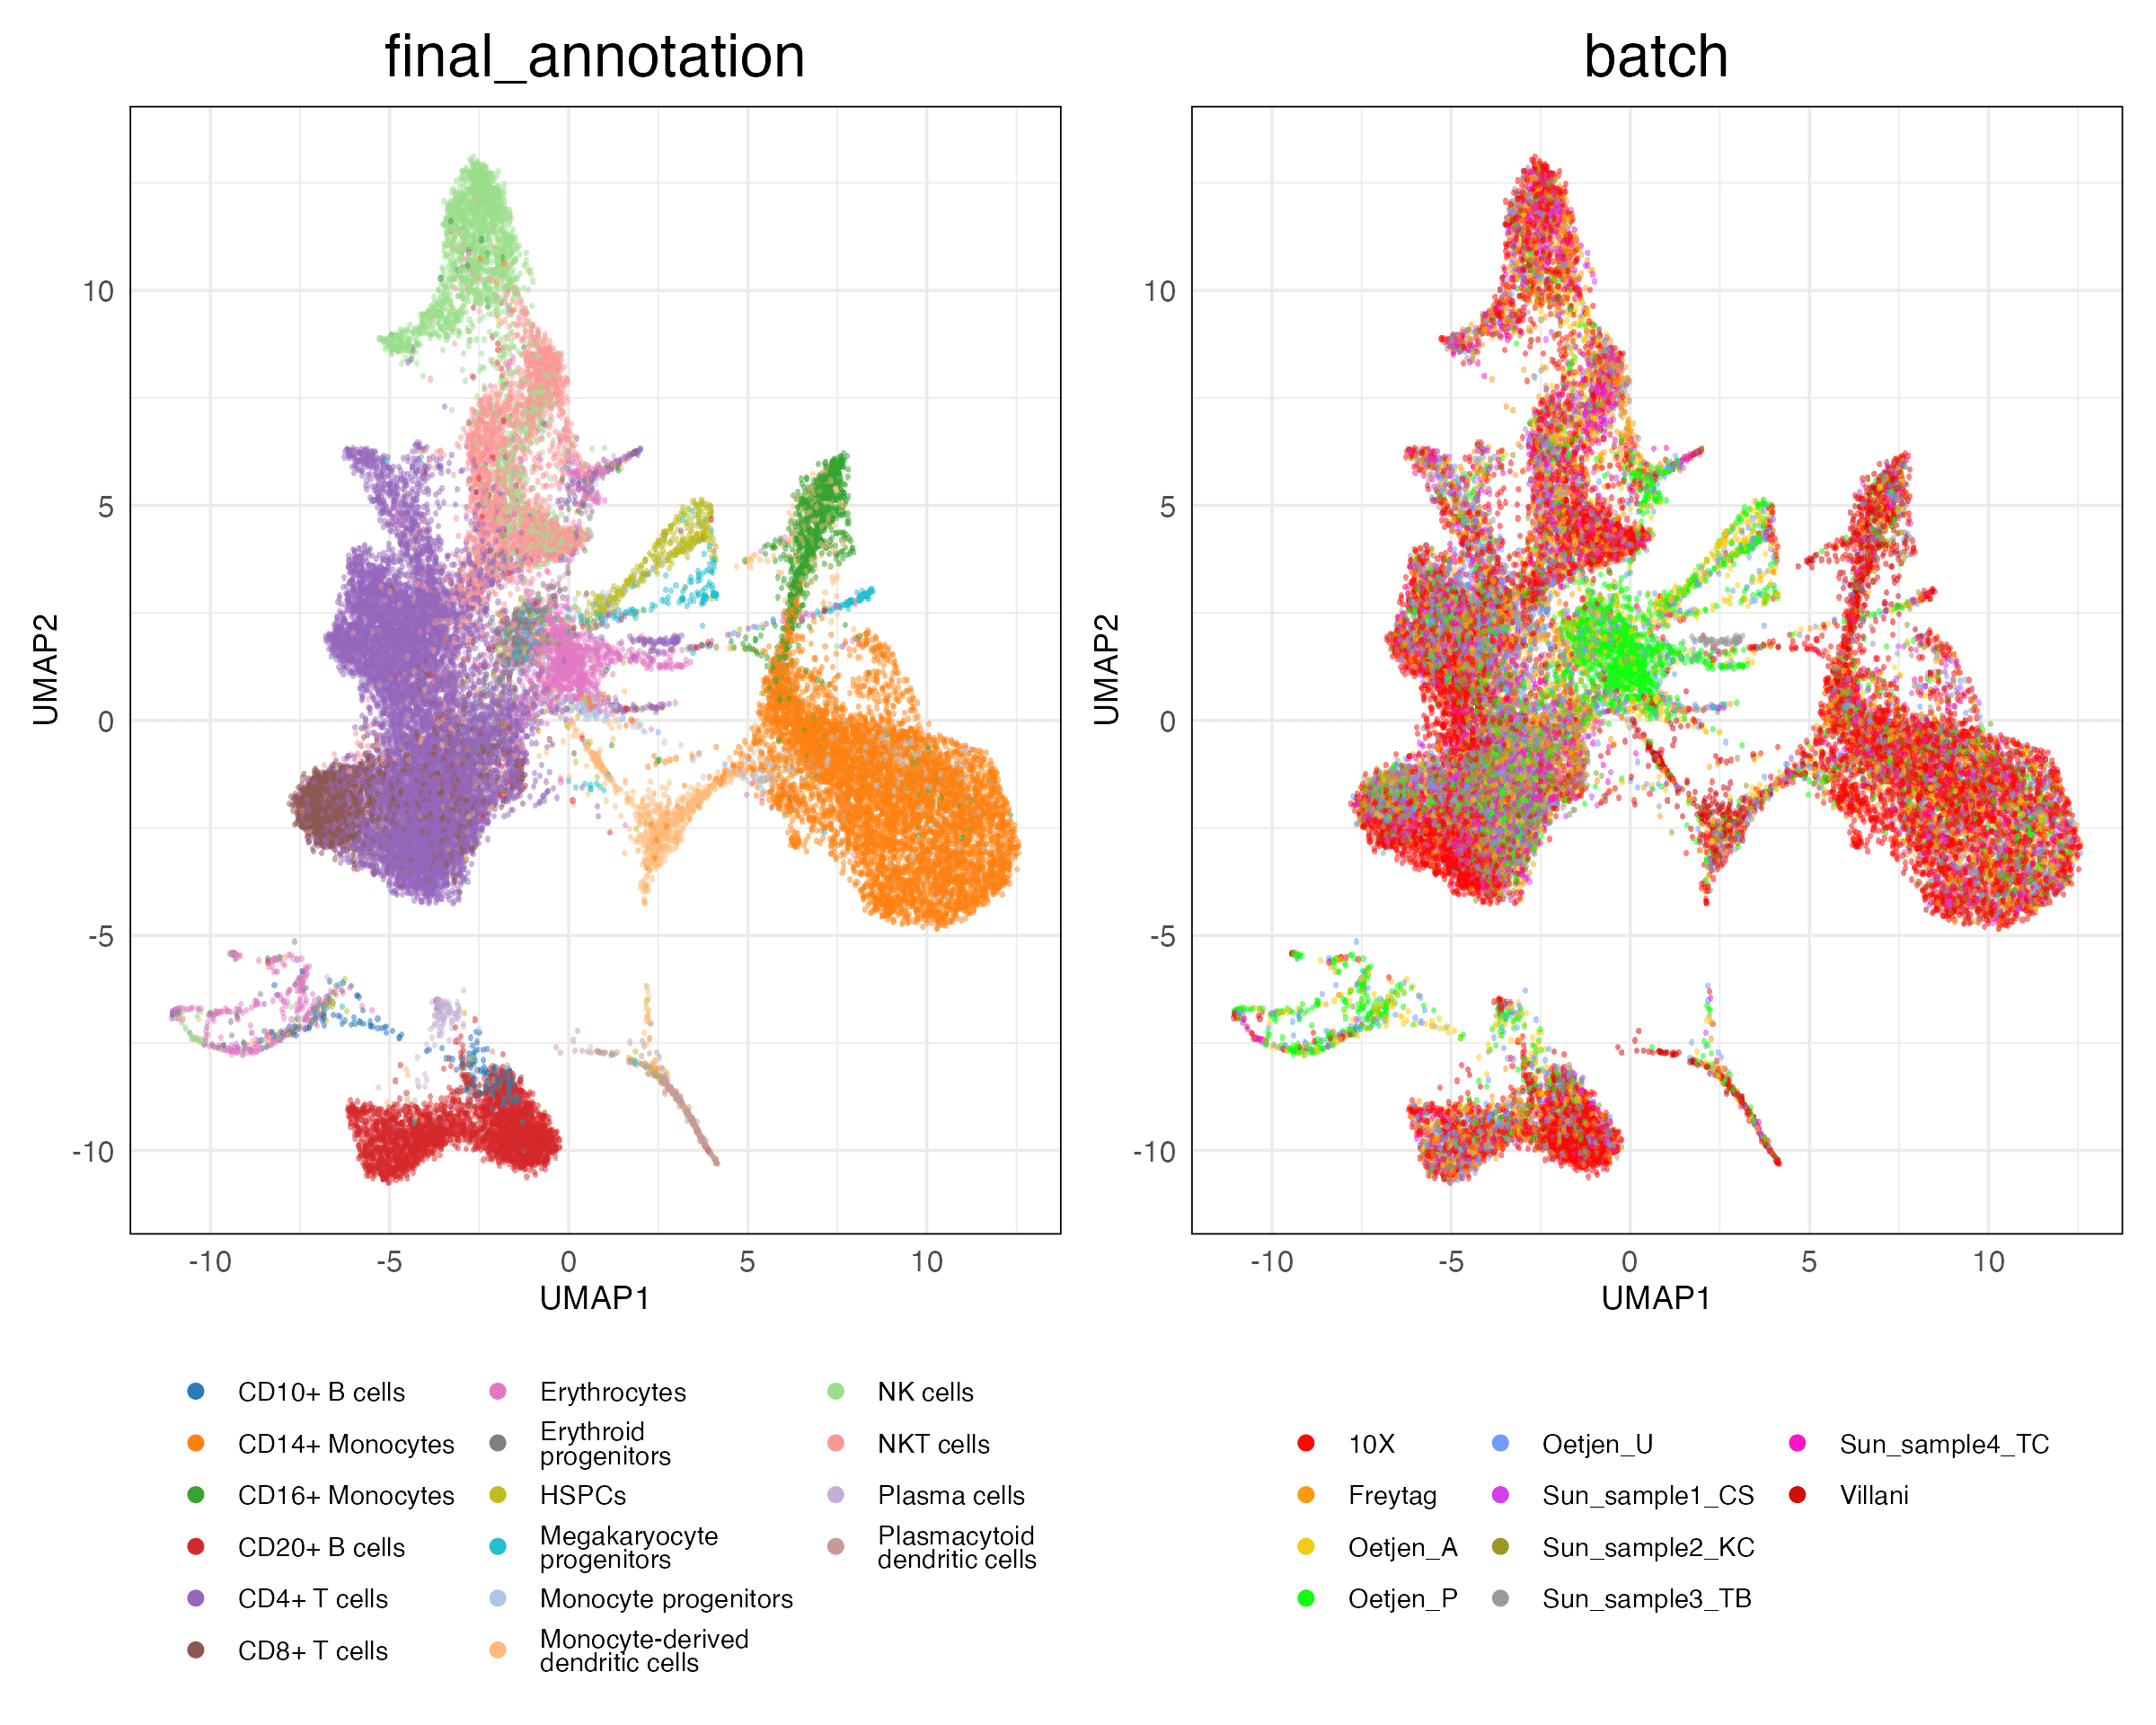 final_annotation
batch
10
5
0
-5
-10
UMAP2
-10
-5
0
5
10
UMAP1
10
5
0
-5
-10
UMAP2
-10
-5
0
5
10
UMAP1
CD10+ B cells
CD14+ Monocytes
CD16+ Monocytes
CD20+ B cells
CD4+ T cells
CD8+ T cells
Erythrocytes
Erythroid
progenitors
HSPCs
Megakaryocyte
progenitors
Monocyte progenitors
Monocyte-derived
dendritic cells
NK cells
NKT cells
Plasma cells
Plasmacytoid
dendritic cells
10X
Freytag
Oetjen_A
Oetjen_P
Oetjen_U
Sun_sample1_CS
Sun_sample2_KC
Sun_sample3_TB
Sun_sample4_TC
Villani